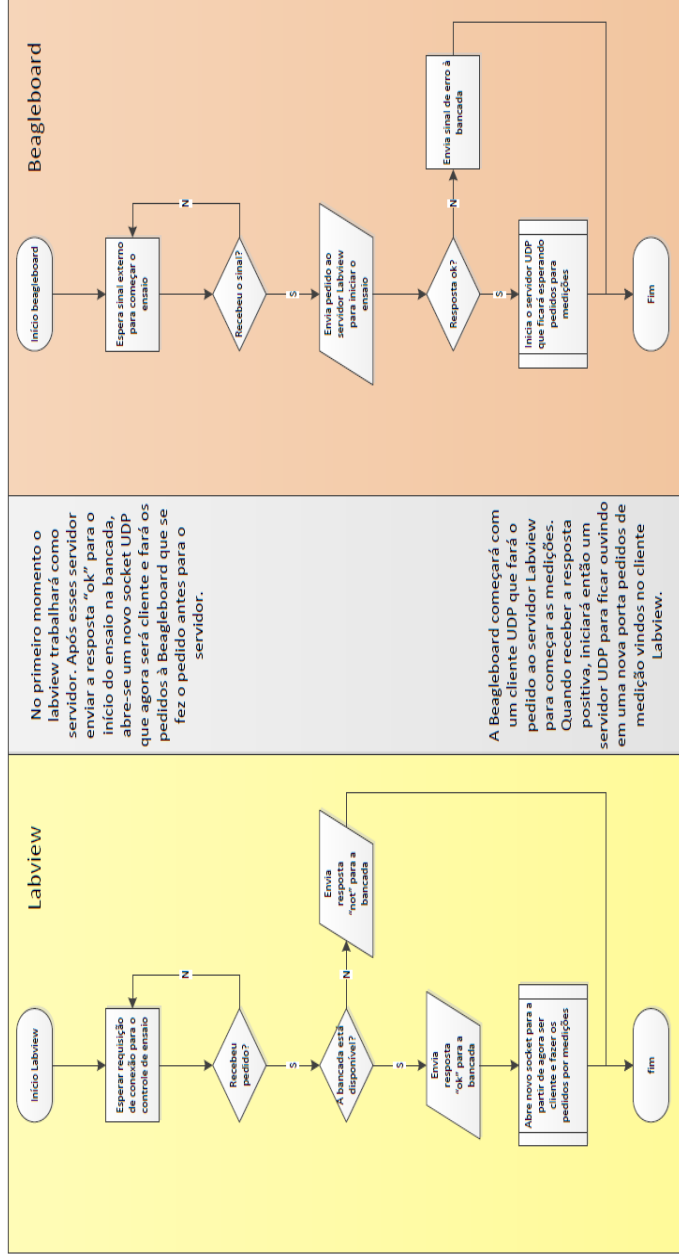 Labview
Início Labview
Esperar requisição
de conexão para o
controle de ensaio
N
Recebeu
pedido?
S
A bancada está
disponível?
N
Envia
resposta
“not” para a
bancada
S
Envia
resposta
“ok” para a
bancada
Abre novo socket para a
partir de agora ser
cliente e fazer os
pedidos por medições
fim
No primeiro momento o
labview trabalhará como
servidor. Após esses servidor
enviar a resposta “ok” para o
início do ensaio na bancada,
abre-se um novo socket UDP
que agora será cliente e fará os
pedidos à Beagleboard que se
fez o pedido antes para o
servidor.
A Beagleboard começará com
um cliente UDP que fará o
pedido ao servidor Labview
para começar as medições.
Quando receber a resposta
positiva, iniciará então um
servidor UDP para ficar ouvindo
em uma nova porta pedidos de
medição vindos no cliente
Labview.
Beagleboard
Início beagleboard
Espera sinal externo
para começar o
ensaio
N
Recebeu o sinal?
S
Envia pedido ao
servidor Labview
para iniciar o
ensaio
Resposta ok?
N
Envia sinal de erro à
bancada
S
Inicia o servidor UDP
que ficará esperando
pedidos para
medições
Fim